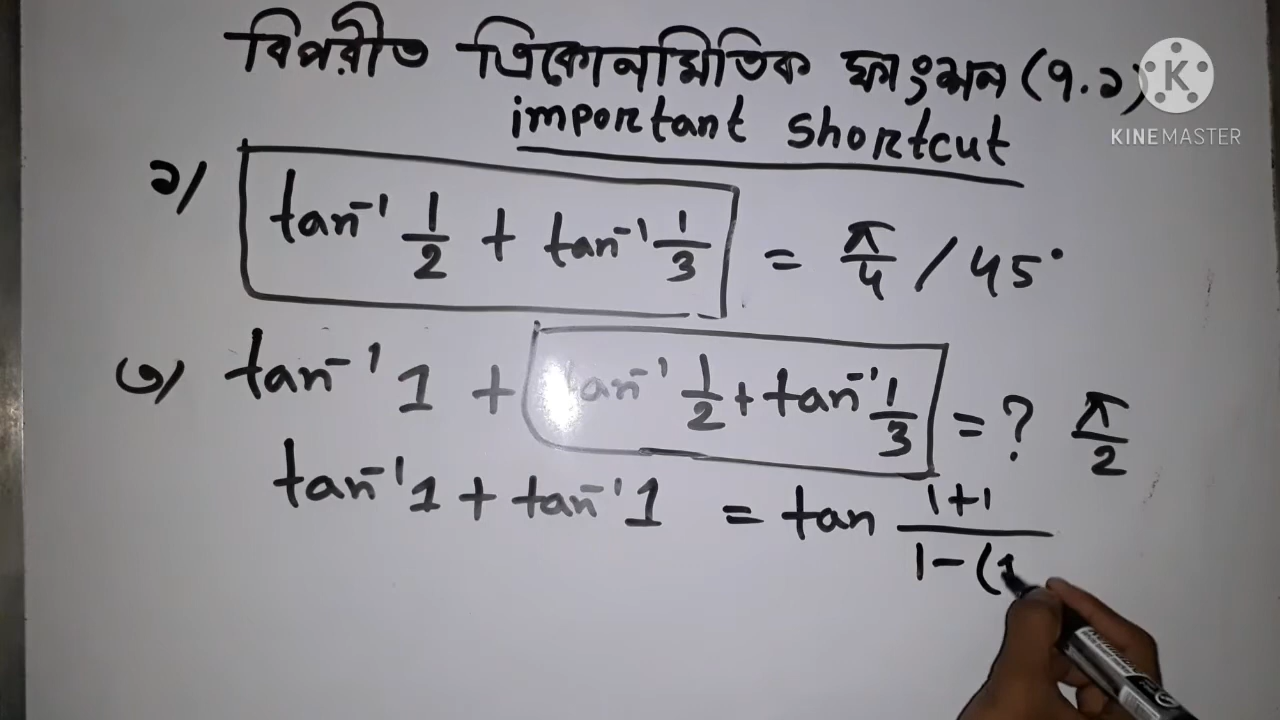 বিপরীত ত্রিকোনমিতিক ফাংশন (৭.১)
K
KINEMASTER
important shortcut
১/ tan⁻¹ 1/2 + tan⁻¹ 1/3 = π/4 / 45°
৩/ tan⁻¹ 1 + tan⁻¹ 1/2 + tan⁻¹ 1/3 = ? π/2
tan⁻¹ 1 + tan⁻¹ 1 = tan (1+1)/(1-(1